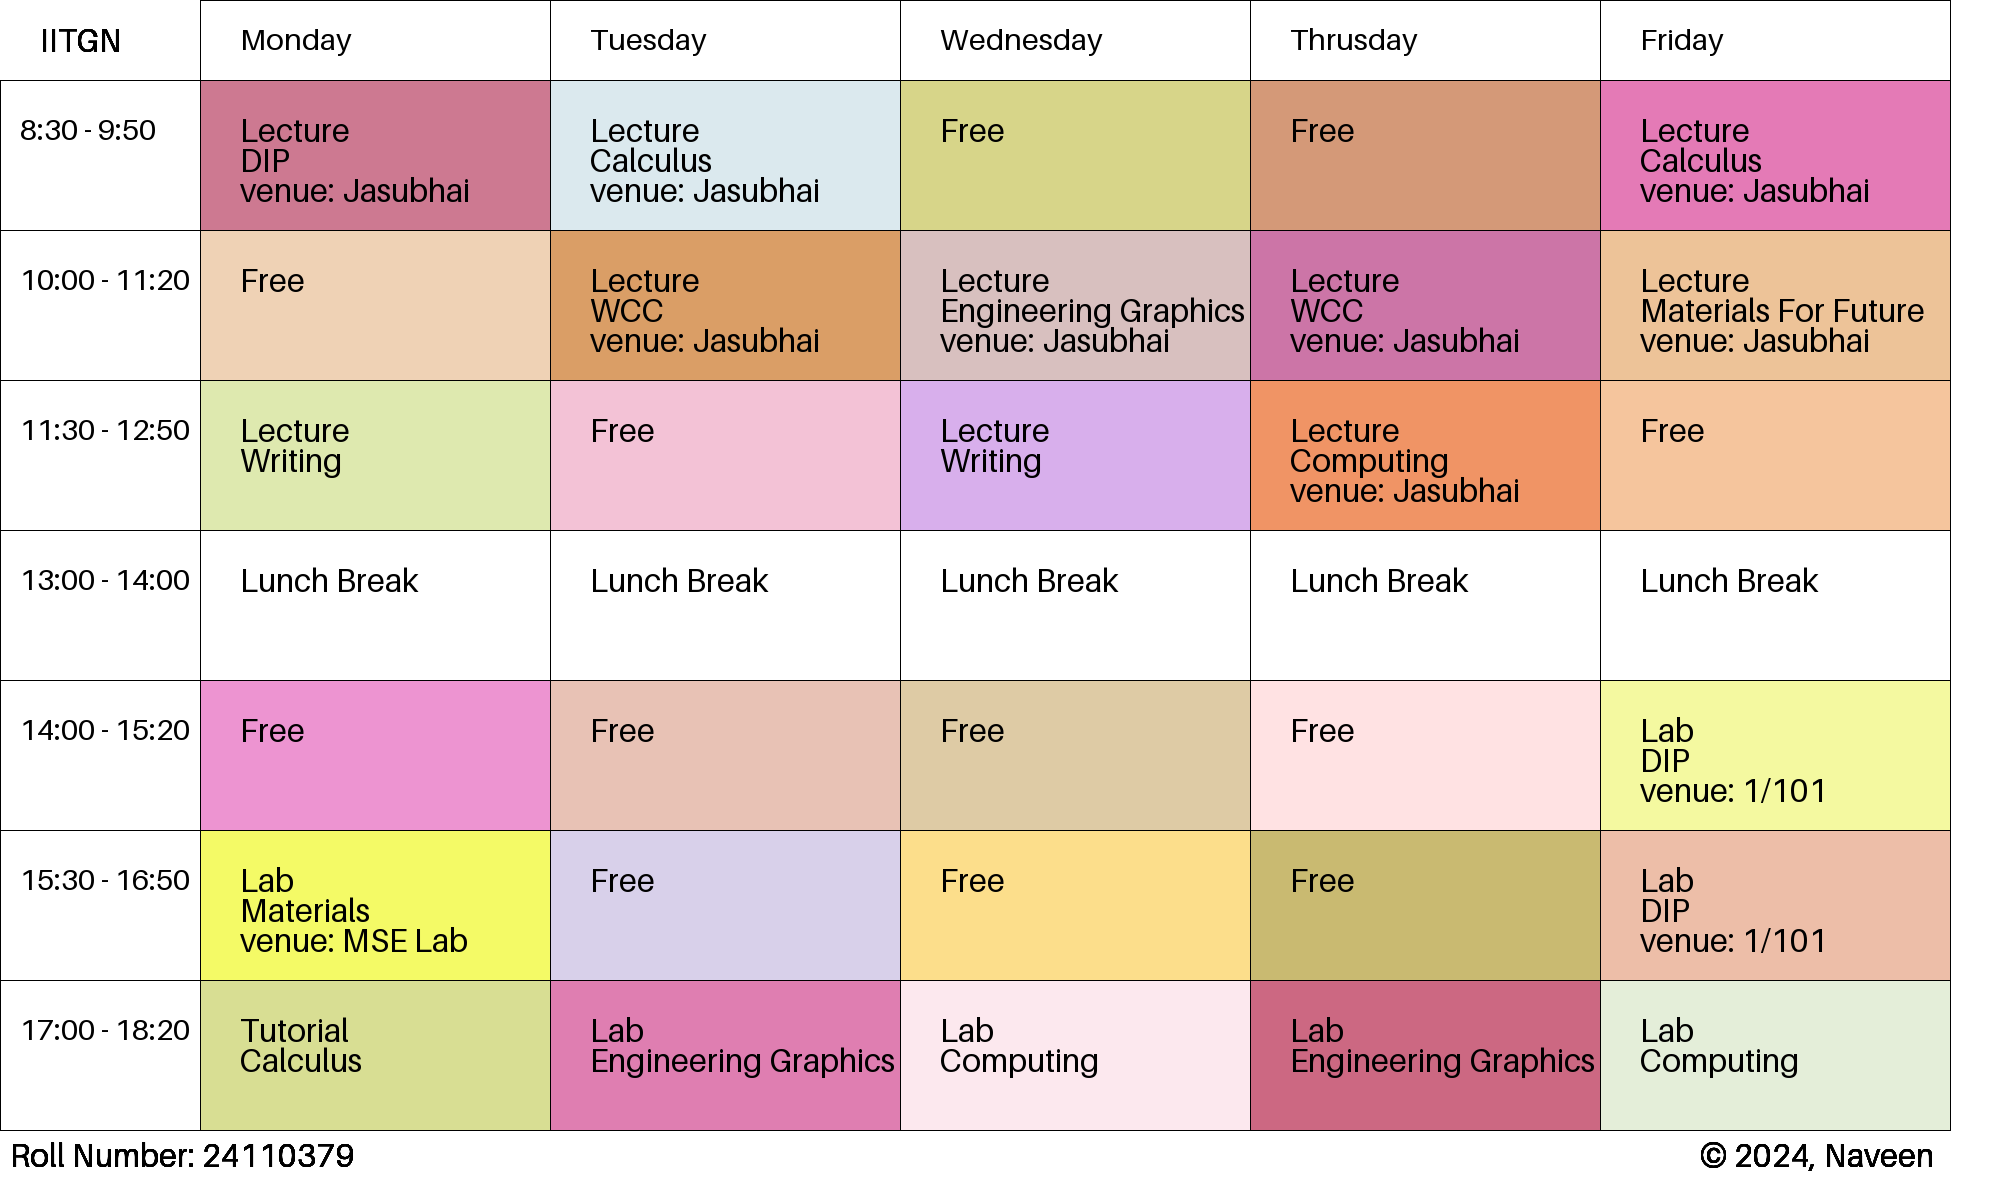 IITGN
Monday
Tuesday
Wednesday
Thrusday
Friday
8:30 - 9:50
Lecture
DIP
venue: Jasubhai
Lecture
Calculus
venue: Jasubhai
Free
Free
Lecture
Calculus
venue: Jasubhai
10:00 - 11:20
Free
Lecture
WCC
venue: Jasubhai
Lecture
Engineering Graphics
venue: Jasubhai
Lecture
WCC
venue: Jasubhai
Lecture
Materials For Future
venue: Jasubhai
11:30 - 12:50
Lecture
Writing
Free
Lecture
Writing
Lecture
Computing
venue: Jasubhai
Free
13:00 - 14:00
Lunch Break
Lunch Break
Lunch Break
Lunch Break
Lunch Break
14:00 - 15:20
Free
Free
Free
Free
Lab
DIP
venue: 1/101
15:30 - 16:50
Lab
Materials
venue: MSE Lab
Free
Free
Free
Lab
DIP
venue: 1/101
17:00 - 18:20
Tutorial
Calculus
Lab
Engineering Graphics
Lab
Computing
Lab
Engineering Graphics
Lab
Computing
Roll Number: 24110379
© 2024, Naveen